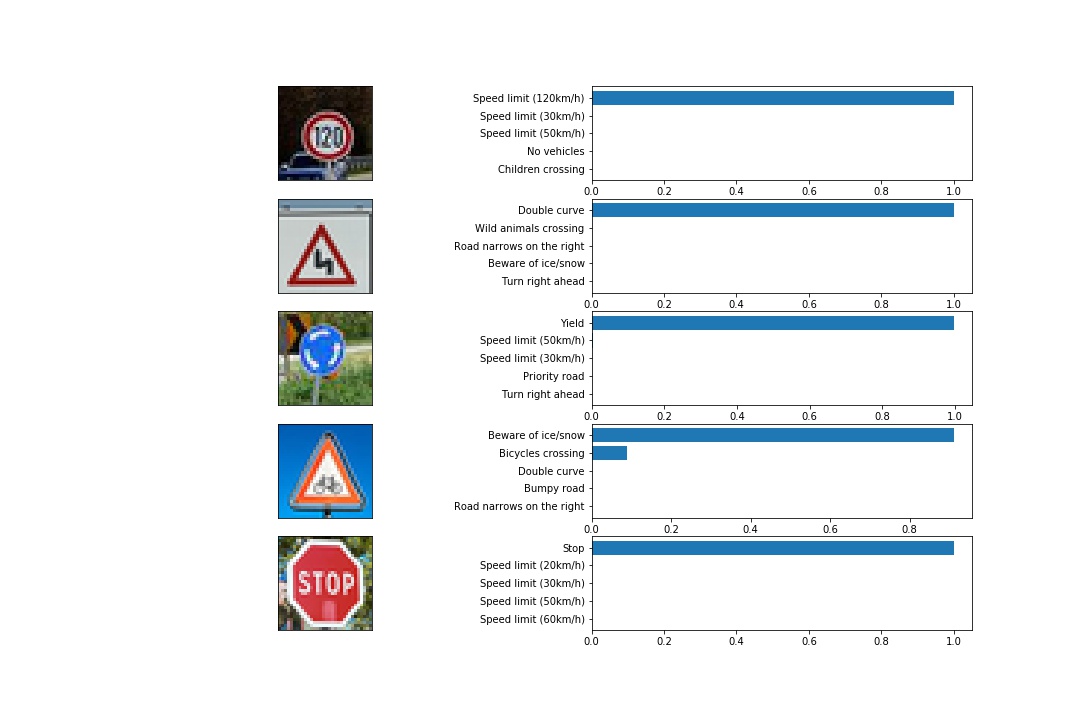 120
Speed limit (120km/h)
Speed limit (30km/h)
Speed limit (50km/h)
No vehicles
Children crossing
0.0 0.2 0.4 0.6 0.8 1.0
Double curve
Wild animals crossing
Road narrows on the right
Beware of ice/snow
Turn right ahead
0.0 0.2 0.4 0.6 0.8 1.0
Yield
Speed limit (50km/h)
Speed limit (30km/h)
Priority road
Turn right ahead
0.0 0.2 0.4 0.6 0.8 1.0
Beware of ice/snow
Bicycles crossing
Double curve
Bumpy road
Road narrows on the right
0.0 0.2 0.4 0.6 0.8
STOP
Stop
Speed limit (20km/h)
Speed limit (30km/h)
Speed limit (50km/h)
Speed limit (60km/h)
0.0 0.2 0.4 0.6 0.8 1.0